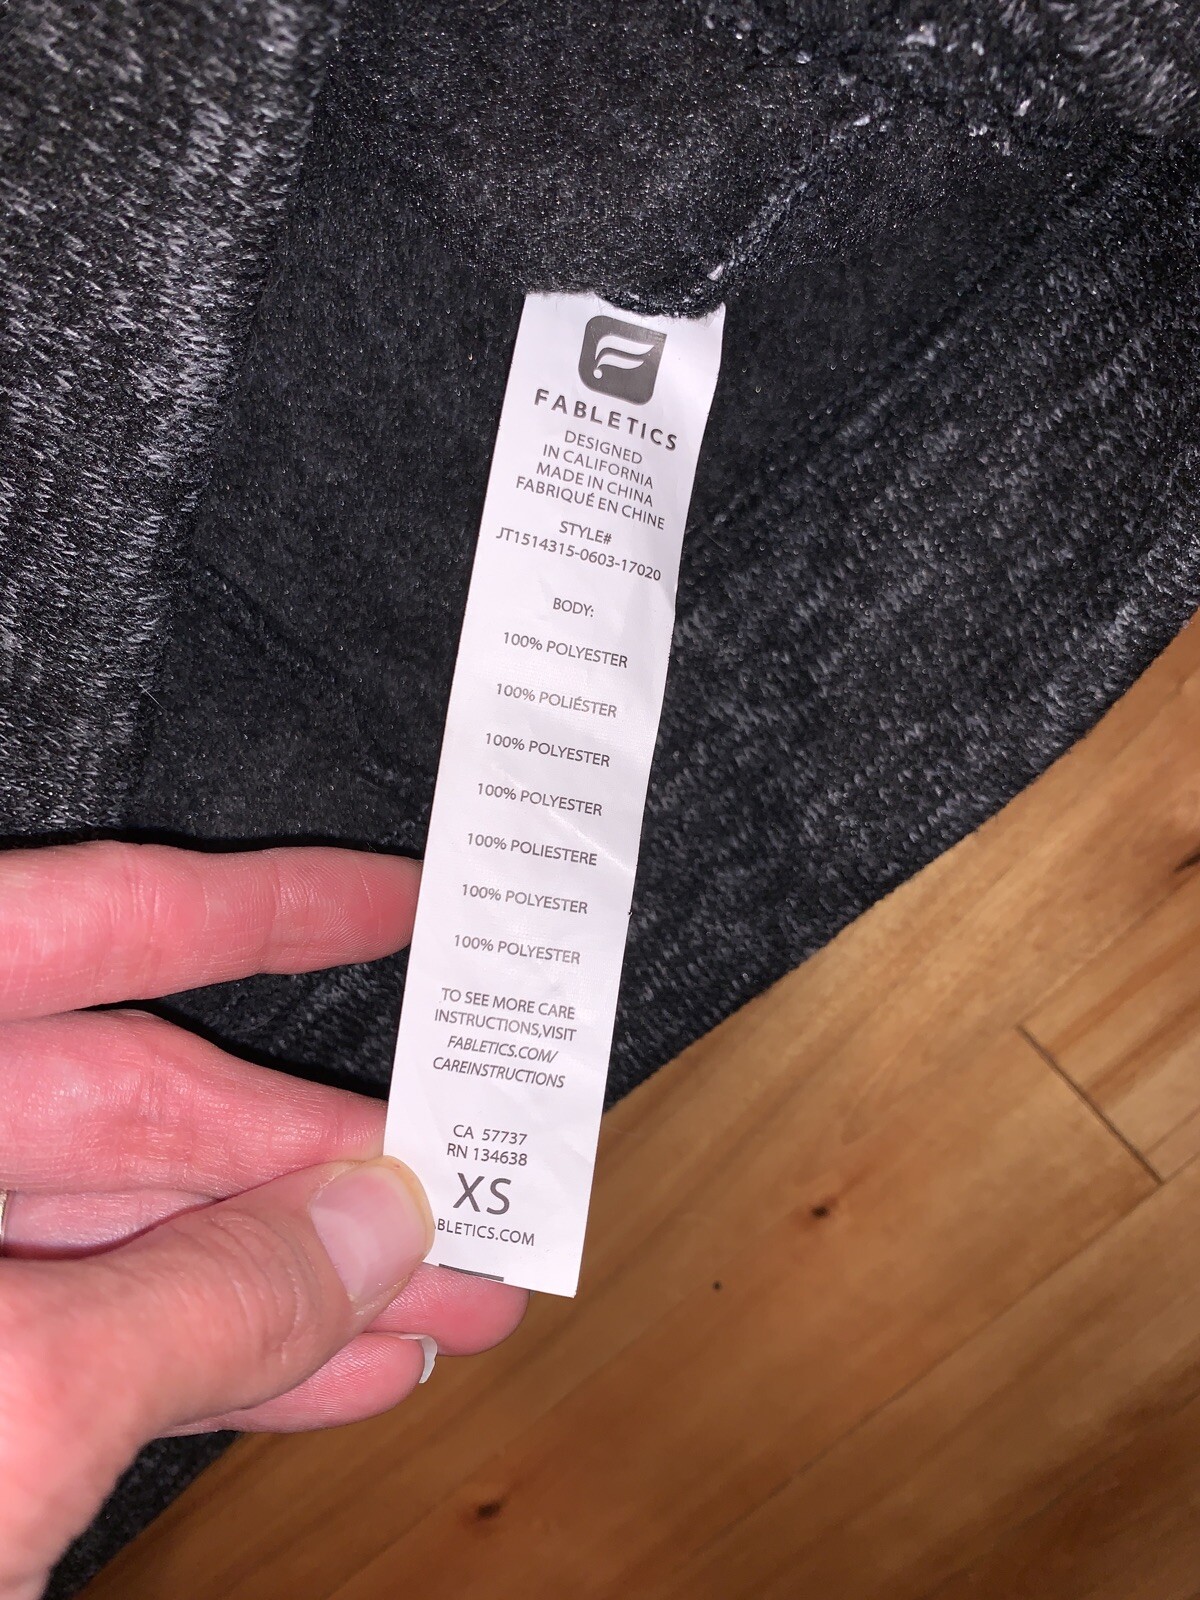 FABLETICS
DESIGNED
IN CALIFORNIA
MADE IN CHINA
FABRIQUÉ EN CHINE
STYLE#
JT1514315-0603-17020
BODY:
100% POLYESTER
100% POLIÉSTER
100% POLYESTER
100% POLYESTER
100% POLIESTERE
100% POLYESTER
100% POLYESTER
TO SEE MORE CARE
INSTRUCTIONS,VISIT
FABLETICS.COM/
CAREINSTRUCTIONS
CA 57737
RN 134638
XS
ABLETICS.COM